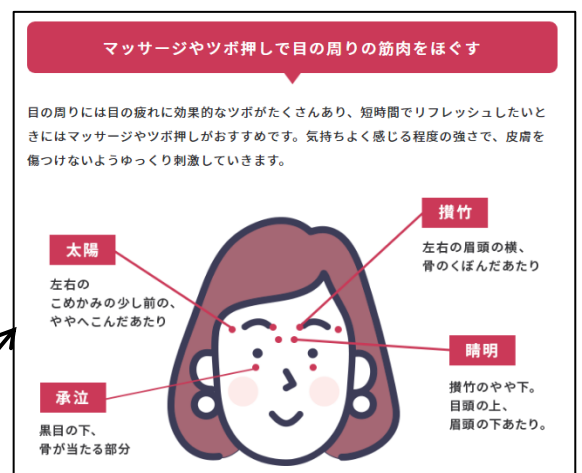 マッサージやツボ押しで目の周りの筋肉をほぐす
目の周りには目の疲れに効果的なツボがたくさんあり、短時間でリフレッシュしたいと
きにはマッサージやツボ押しがおすすめです。気持ちよく感じる程度の強さで、皮膚を
傷つけないようゆっくり刺激していきます。
攅竹
左右の眉頭の横、
骨のくぼんだあたり
太陽
左右の
こめかみの少し前の、
ややへこんだあたり
睛明
攅竹のやや下。
目頭の上、
眉頭の下あたり。
承泣
黒目の下、
骨が当たる部分